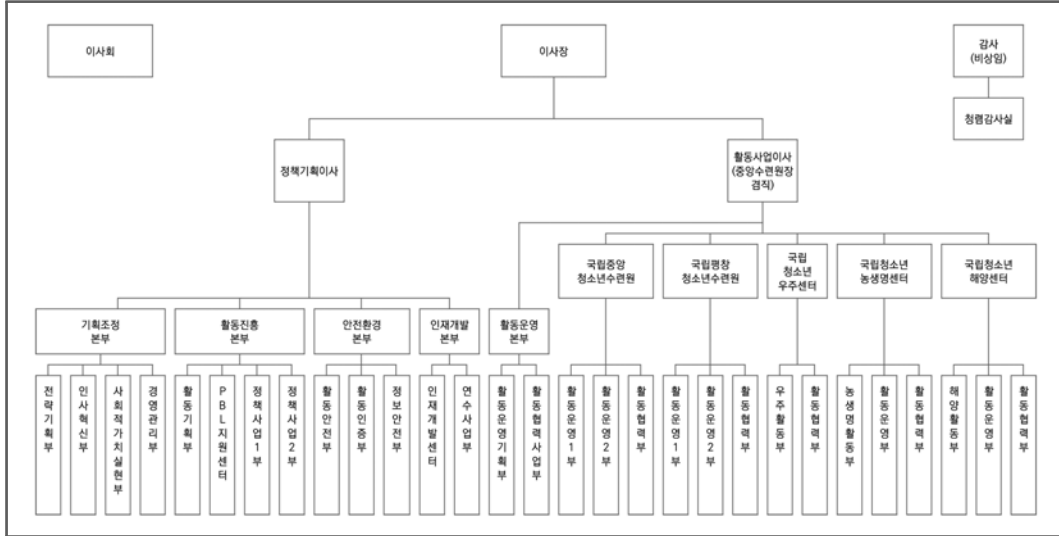 이사회
이사장
감사
(비상임)
청렴감사실
정책기획이사
활동사업이사
(중앙수련원장
겸직)
국립중앙
청소년수련원
국립평창
청소년수련원
국립
청소년
우주센터
국립청소년
농생명센터
국립청소년
해양센터
기획조정
본부
활동진흥
본부
안전환경
본부
인재개발
본부
활동운영
본부
전략기획부
인사혁신부
사회적가치실현부
경영관리부
활동기획부
PBL지원센터
정책사업1부
정책사업2부
활동안전부
활동인증부
정보안전부
인재개발센터
연수사업부
활동운영기획부
활동협력사업부
활동운영1부
활동운영2부
활동협력부
활동운영1부
활동운영2부
활동협력부
우주활동부
활동협력부
농생명활동부
활동운영부
활동협력부
해양활동부
활동운영부
활동협력부